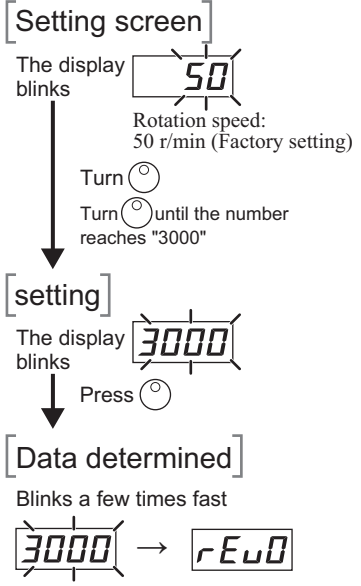 [Setting screen]
The display
blinks
50
Rotation speed:
50 r/min (Factory setting)
Turn
Turn until the number
reaches "3000"
[setting]
The display
blinks
3000
Press
[Data determined]
Blinks a few times fast
3000 → rEv0